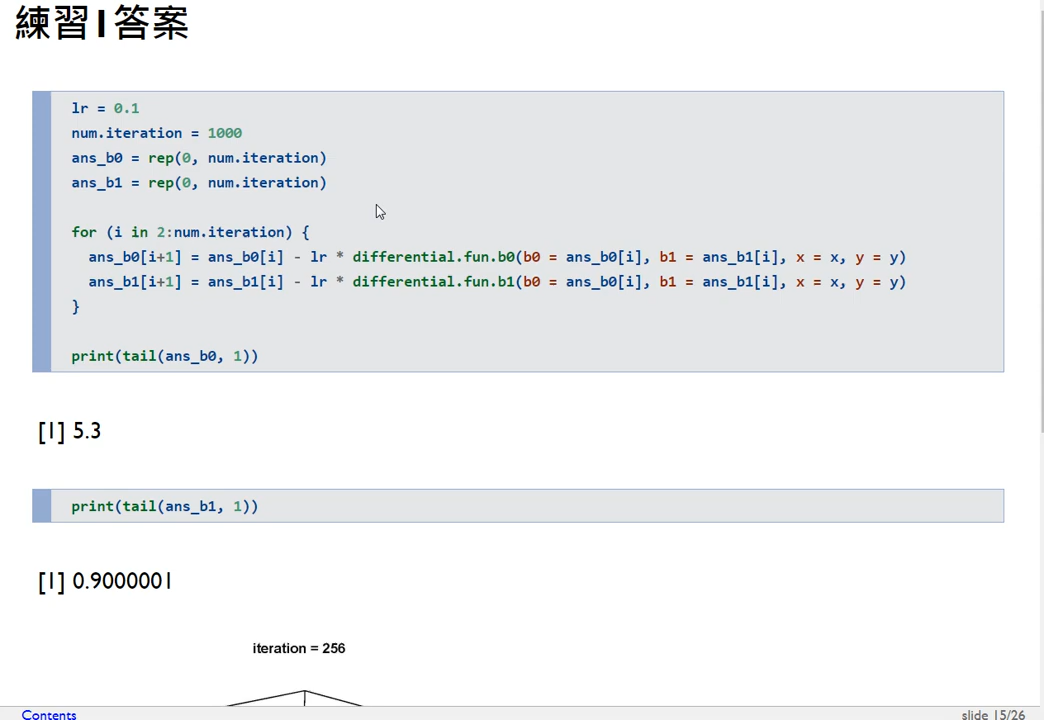 練習1答案
lr = 0.1
num.iteration = 1000
ans_b0 = rep(0, num.iteration)
ans_b1 = rep(0, num.iteration)
for (i in 2:num.iteration) {
ans_b0[i+1] = ans_b0[i] - lr * differential.fun.b0(b0 = ans_b0[i], b1 = ans_b1[i], x = x, y = y)
ans_b1[i+1] = ans_b1[i] - lr * differential.fun.b1(b0 = ans_b0[i], b1 = ans_b1[i], x = x, y = y)
}
print(tail(ans_b0, 1))
[1] 5.3
print(tail(ans_b1, 1))
[1] 0.9000001
iteration = 256
Contents
slide 15/26